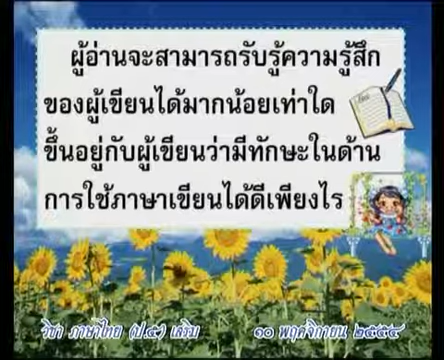 ผู้อ่านจะสามารถรับรู้ความรู้สึก
ของผู้เขียนได้มากน้อยเท่าใด
ขึ้นอยู่กับผู้เขียนว่ามีทักษะในด้าน
การใช้ภาษาเขียนได้ดีเพียงไร
วิชา ภาษาไทย (ป.๕) เสริม ๑๐ พฤศจิกายน ๒๕๕๔